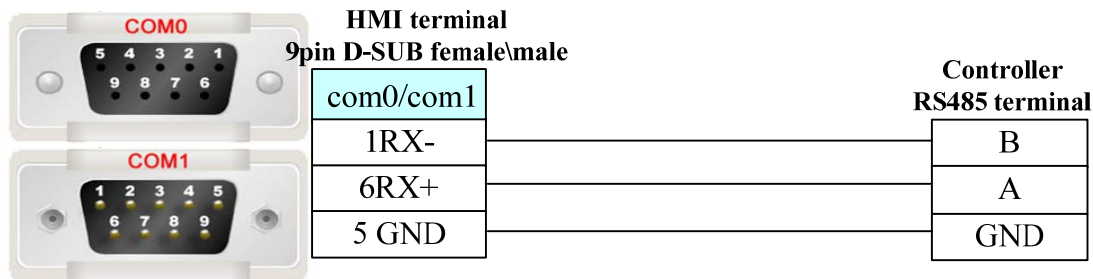 COM0
5 4 3 2 1
9 8 7 6
COM1
1 2 3 4 5
6 7 8 9
HMI terminal
9pin D-SUB female\male
com0/com1
1RX-
6RX+
5 GND
Controller
RS485 terminal
B
A
GND